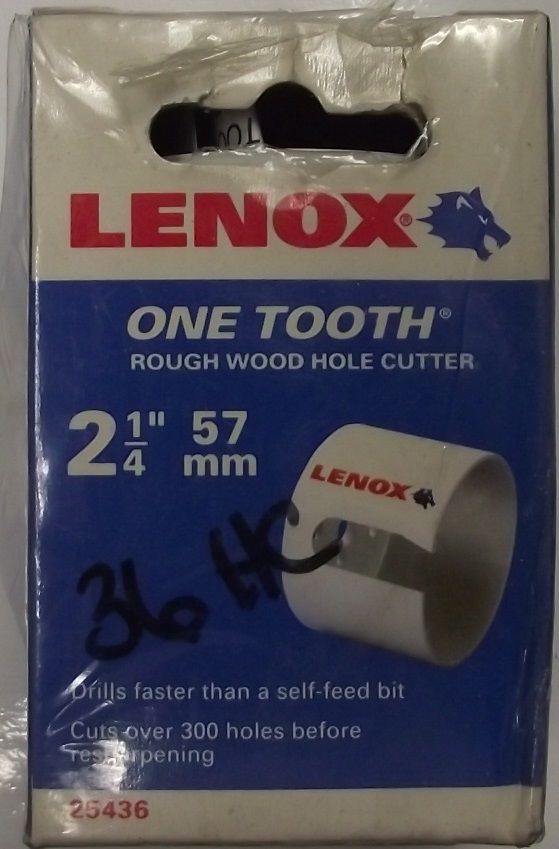 TOO
LENOX®
ONE TOOTH®
ROUGH WOOD HOLE CUTTER
2 1/4" 57 mm
LENOX
36 HC
Drills faster than a self-feed bit
Cuts over 300 holes before
resharpening
25436